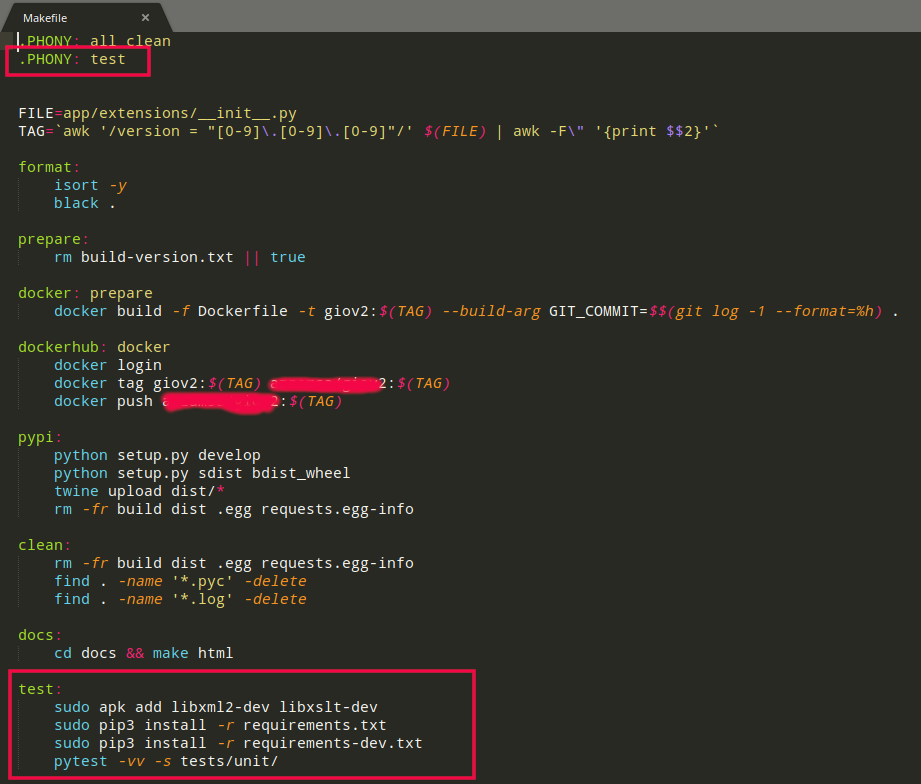 Makefile ×
.PHONY: all clean
.PHONY: test
FILE=app/extensions/__init__.py
TAG=`awk '/version = "[0-9]\.[0-9]\.[0-9]"/' $(FILE) | awk -F\" '{print $$2}'`
format:
isort -y
black .
prepare:
rm build-version.txt || true
docker: prepare
docker build -f Dockerfile -t giov2:$(TAG) --build-arg GIT_COMMIT=$$(git log -1 --format=%h) .
dockerhub: docker
docker login
docker tag giov2:$(TAG) 2:$(TAG)
docker push 2:$(TAG)
pypi:
python setup.py develop
python setup.py sdist bdist_wheel
twine upload dist/*
rm -fr build dist .egg requests.egg-info
clean:
rm -fr build dist .egg requests.egg-info
find . -name '*.pyc' -delete
find . -name '*.log' -delete
docs:
cd docs && make html
test:
sudo apk add libxml2-dev libxslt-dev
sudo pip3 install -r requirements.txt
sudo pip3 install -r requirements-dev.txt
pytest -vv -s tests/unit/